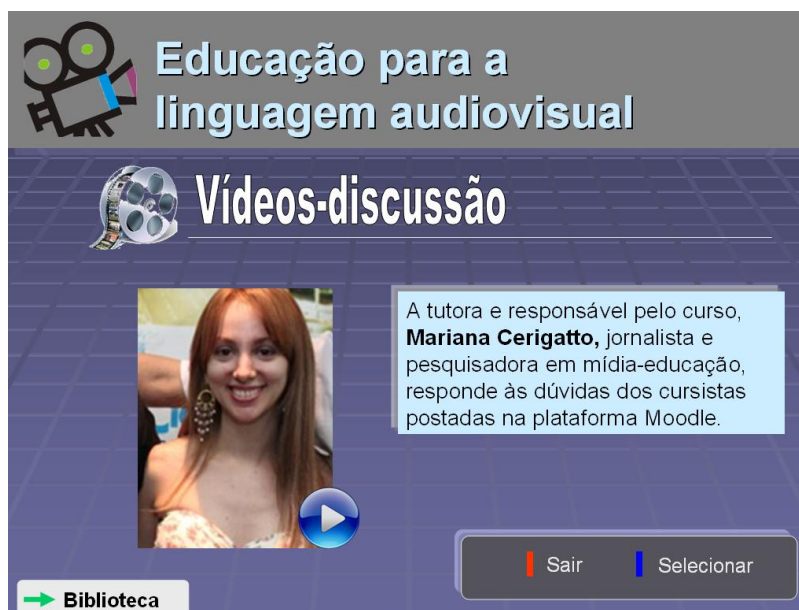 Educação para a
linguagem audiovisual
Vídeos-discussão
A tutora e responsável pelo curso,
Mariana Cerigatto, jornalista e
pesquisadora em mídia-educação,
responde às dúvidas dos cursistas
postadas na plataforma Moodle.
Sair Selecionar
Biblioteca